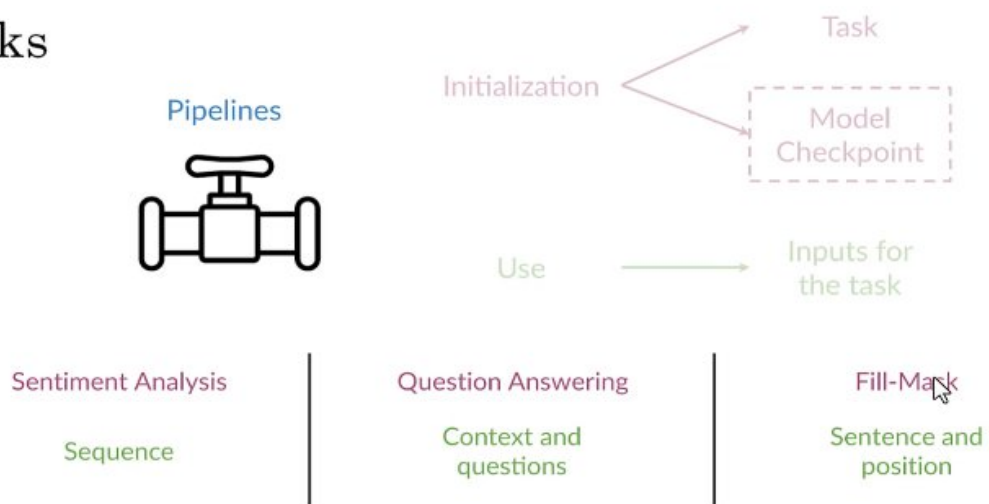 ks
Pipelines
Initialization
Task
Model
Checkpoint
Use
Inputs for
the task
Sentiment Analysis
Sequence
Question Answering
Context and
questions
Fill-Mask
Sentence and
position